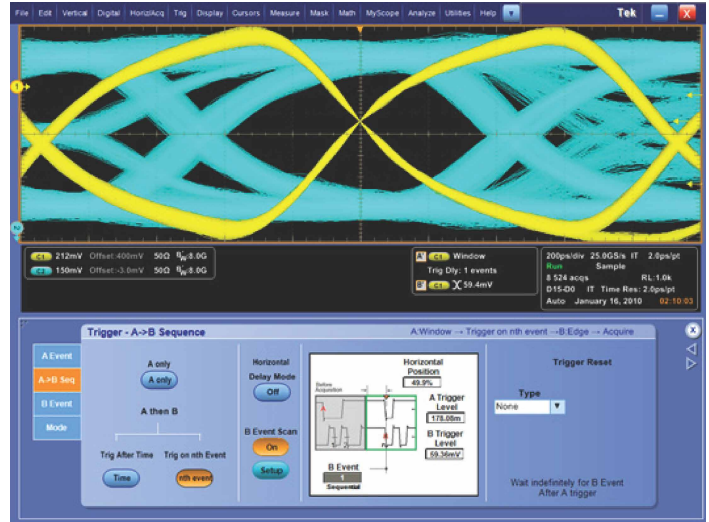 File Edit Vertical Digital Horiz/Acq Trig Display Cursors Measure Mask Math MyScope Analyze Utilities Help Tek X
1
2
C1 212mV Offset:400mV 50Ω BW:8.0G
C2 150mV Offset:-3.0mV 50Ω BW:8.0G
A' C1 Window
Trig Dly: 1 events
B' C1 59.4mV
200ps/div 25.0GS/s IT 2.0ps/pt
Run Sample
8 524 acqs RL:1.0k
D15-D0 IT Time Res: 2.0ps/pt
Auto January 16, 2010 02:10:03
Trigger - A->B Sequence
A:Window → Trigger on nth event →B:Edge → Acquire
X
A Event
A->B Seq
B Event
Mode
A only
A only
A then B
Trig After Time
Time
Trig on nth Event
nth event
Horizontal
Delay Mode
Off
B Event Scan
On
Setup
Before
Acquisition
1 2
Horizontal
Position
49.9%
A Trigger
Level
178.08m
B Trigger
Level
59.36mV
B Event
1
Sequential
Trigger Reset
Type
None
Wait indefinitely for B Event
After A trigger